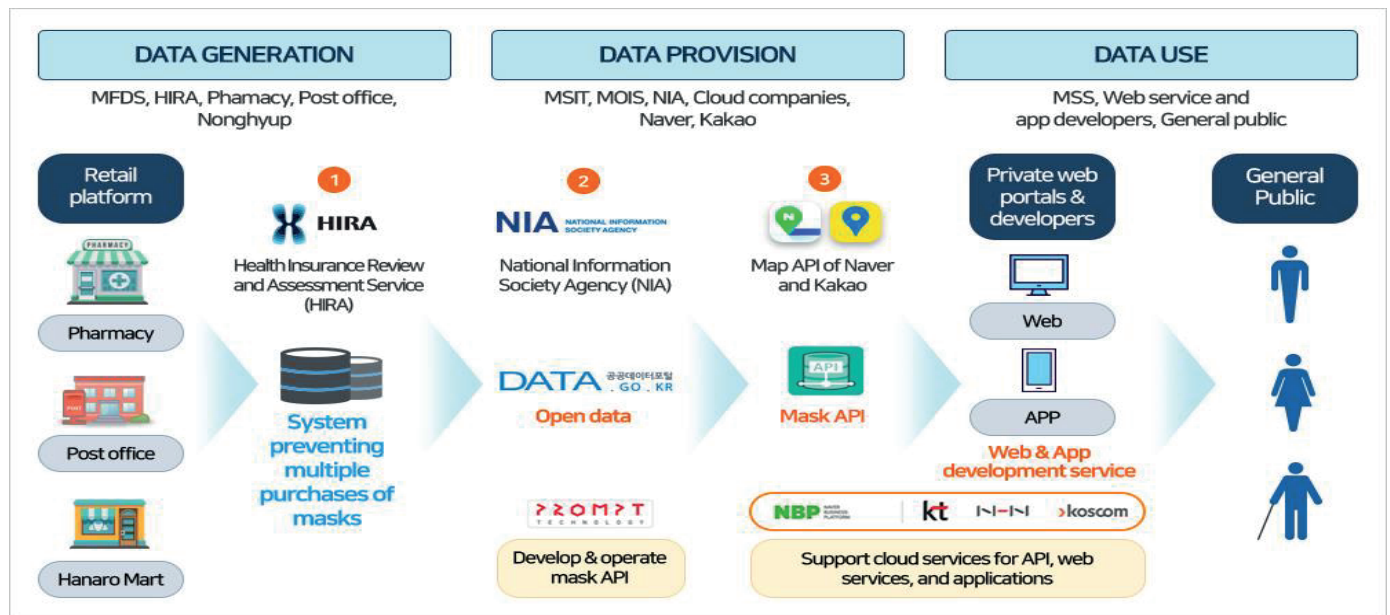 DATA GENERATION
MFDS, HIRA, Phamacy, Post office,
Nonghyup
DATA PROVISION
MSIT, MOIS, NIA, Cloud companies,
Naver, Kakao
DATA USE
MSS, Web service and
app developers, General public
Retail
platform
PHARMACY
Pharmacy
POST
Post office
Hanaro Mart
1
HIRA
Health Insurance Review
and Assessment Service
(HIRA)
System
preventing
multiple
purchases of
masks
2
NIA NATIONAL INFORMATION
SOCIETY AGENCY
National Information
Society Agency (NIA)
DATA 공공데이터포털
.GO.KR
Open data
PROMPT
TECHNOLOGY
Develop & operate
mask API
3
N
Map API of Naver
and Kakao
API
Mask API
NBP NAVER
BUSINESS
PLATFORM
kt
NHN
koscom
Support cloud services for API, web
services, and applications
Private web
portals &
developers
Web
APP
Web & App
development service
General
Public